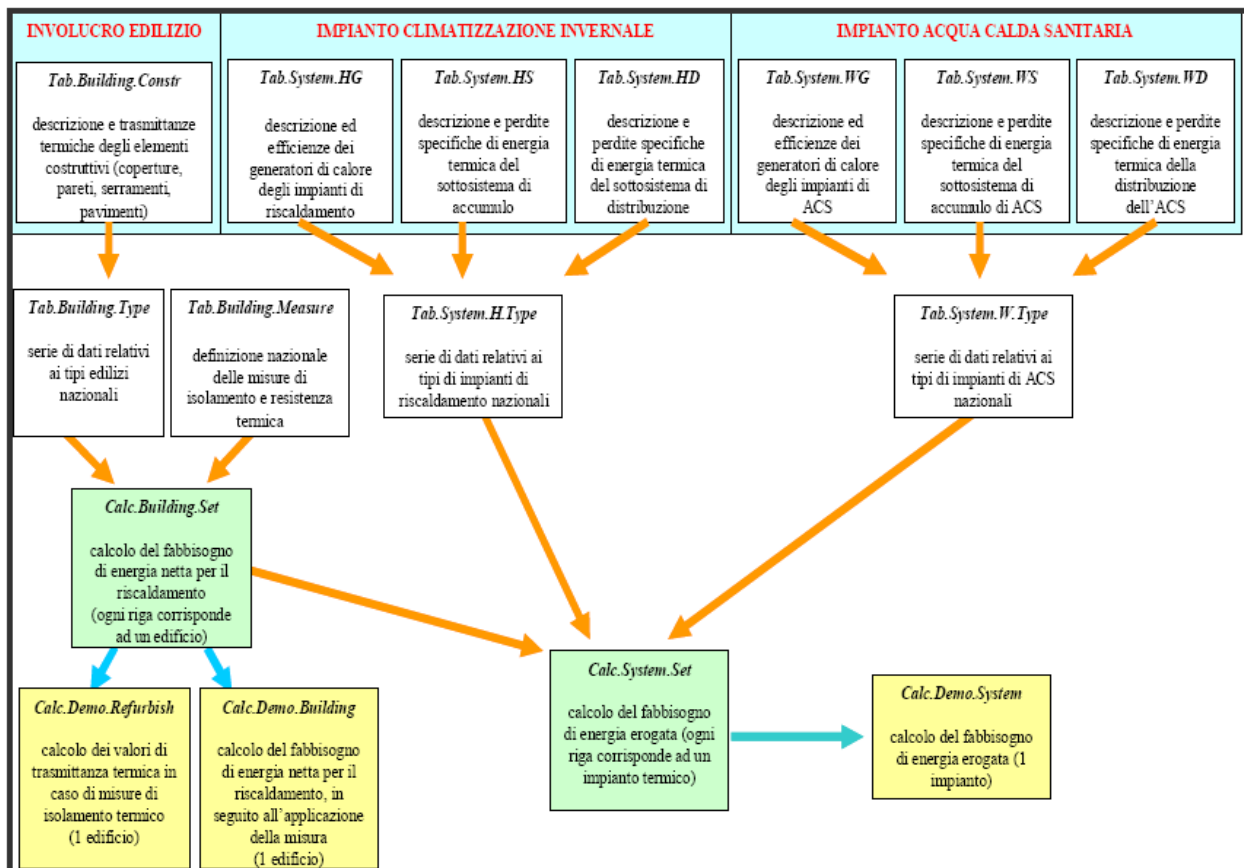 INVOLUCRO EDILIZIO
IMPIANTO CLIMATIZZAZIONE INVERNALE
IMPIANTO ACQUA CALDA SANITARIA
Tab.Building.Constr
descrizione e trasmittanze
termiche degli elementi
costruttivi (coperture,
pareti, serramenti,
pavimenti)
Tab.System.HG
descrizione ed
efficienze dei
generatori di calore
degli impianti di
riscaldamento
Tab.System.HS
descrizione e perdite
specifiche di energia
termica del
sottosistema di
accumulo
Tab.System.HD
descrizione e
perdite specifiche
di energia termica
del sottosistema di
distribuzione
Tab.System.WG
descrizione ed
efficienze dei
generatori di calore
degli impianti di
ACS
Tab.System.WS
descrizione e perdite
specifiche di energia
termica del
sottosistema di
accumulo di ACS
Tab.System.WD
descrizione e perdite
specifiche di energia
termica della
distribuzione
dell'ACS
Tab.Building.Type
serie di dati relativi
ai tipi edilizi
nazionali
Tab.Building.Measure
definizione nazionale
delle misure di
isolamento e resistenza
termica
Tab.System.H.Type
serie di dati relativi ai
tipi di impianti di
riscaldamento nazionali
Tab.System.W.Type
serie di dati relativi ai
tipi di impianti di ACS
nazionali
Calc.Building.Set
calcolo del fabbisogno
di energia netta per il
riscaldamento
(ogni riga corrisponde
ad un edificio)
Calc.System.Set
calcolo del fabbisogno
di energia erogata (ogni
riga corrisponde ad un
impianto termico)
Calc.Demo.System
calcolo del fabbisogno
di energia erogata (1
impianto)
Calc.Demo.Refurbish
calcolo dei valori di
trasmittanza termica in
caso di misure di
isolamento termico
(1 edificio)
Calc.Demo.Building
calcolo del fabbisogno
di energia netta per il
riscaldamento, in
seguito all'applicazione
della misura
(1 edificio)